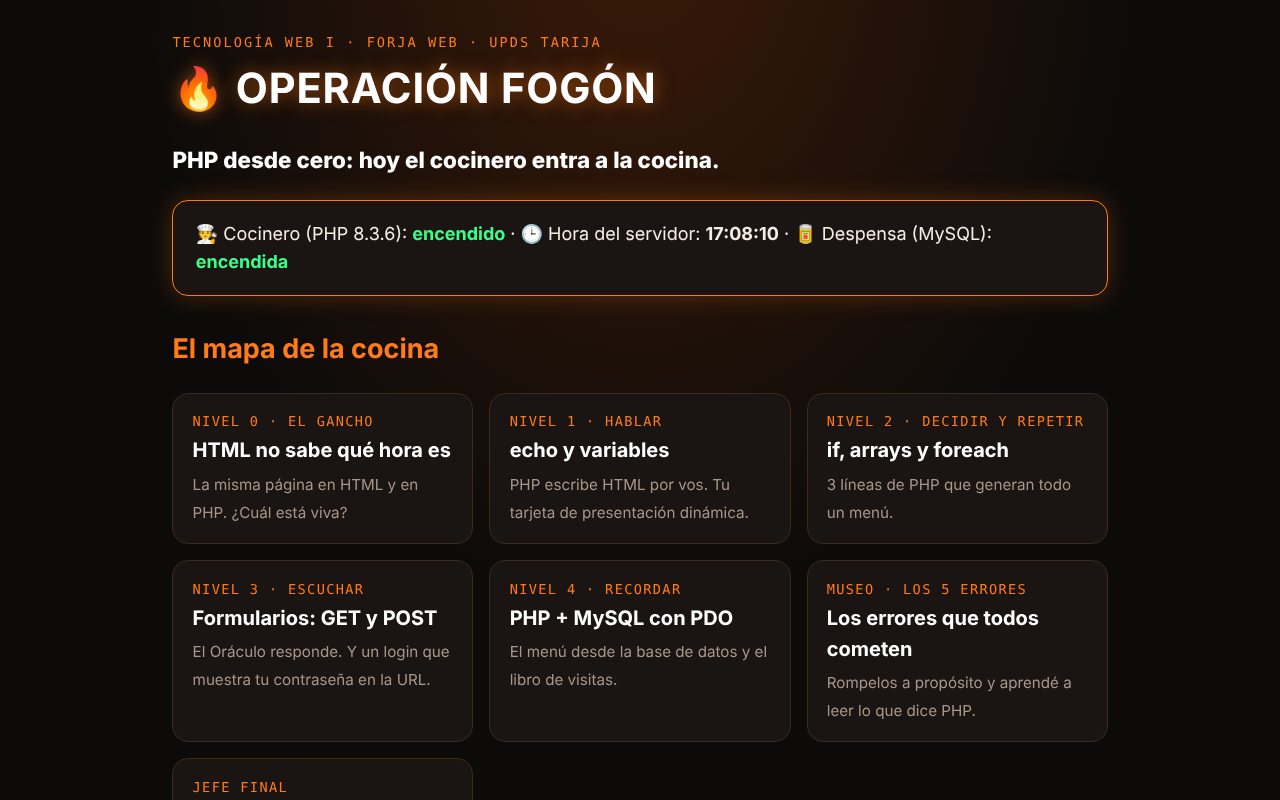 TECNOLOGÍA WEB I · FORJA WEB · UPDS TARIJA
🔥 OPERACIÓN FOGÓN
PHP desde cero: hoy el cocinero entra a la cocina.
👨‍🍳 Cocinero (PHP 8.3.6): encendido · 🕒 Hora del servidor: 17:08:10 · 🥫 Despensa (MySQL):
encendida
El mapa de la cocina
NIVEL 0 · EL GANCHO
HTML no sabe qué hora es
La misma página en HTML y en
PHP. ¿Cuál está viva?
NIVEL 1 · HABLAR
echo y variables
PHP escribe HTML por vos. Tu
tarjeta de presentación dinámica.
NIVEL 2 · DECIDIR Y REPETIR
if, arrays y foreach
3 líneas de PHP que generan todo
un menú.
NIVEL 3 · ESCUCHAR
Formularios: GET y POST
El Oráculo responde. Y un login que
muestra tu contraseña en la URL.
NIVEL 4 · RECORDAR
PHP + MySQL con PDO
El menú desde la base de datos y el
libro de visitas.
MUSEO · LOS 5 ERRORES
Los errores que todos
cometen
Rompelos a propósito y aprendé a
leer lo que dice PHP.
JEFE FINAL